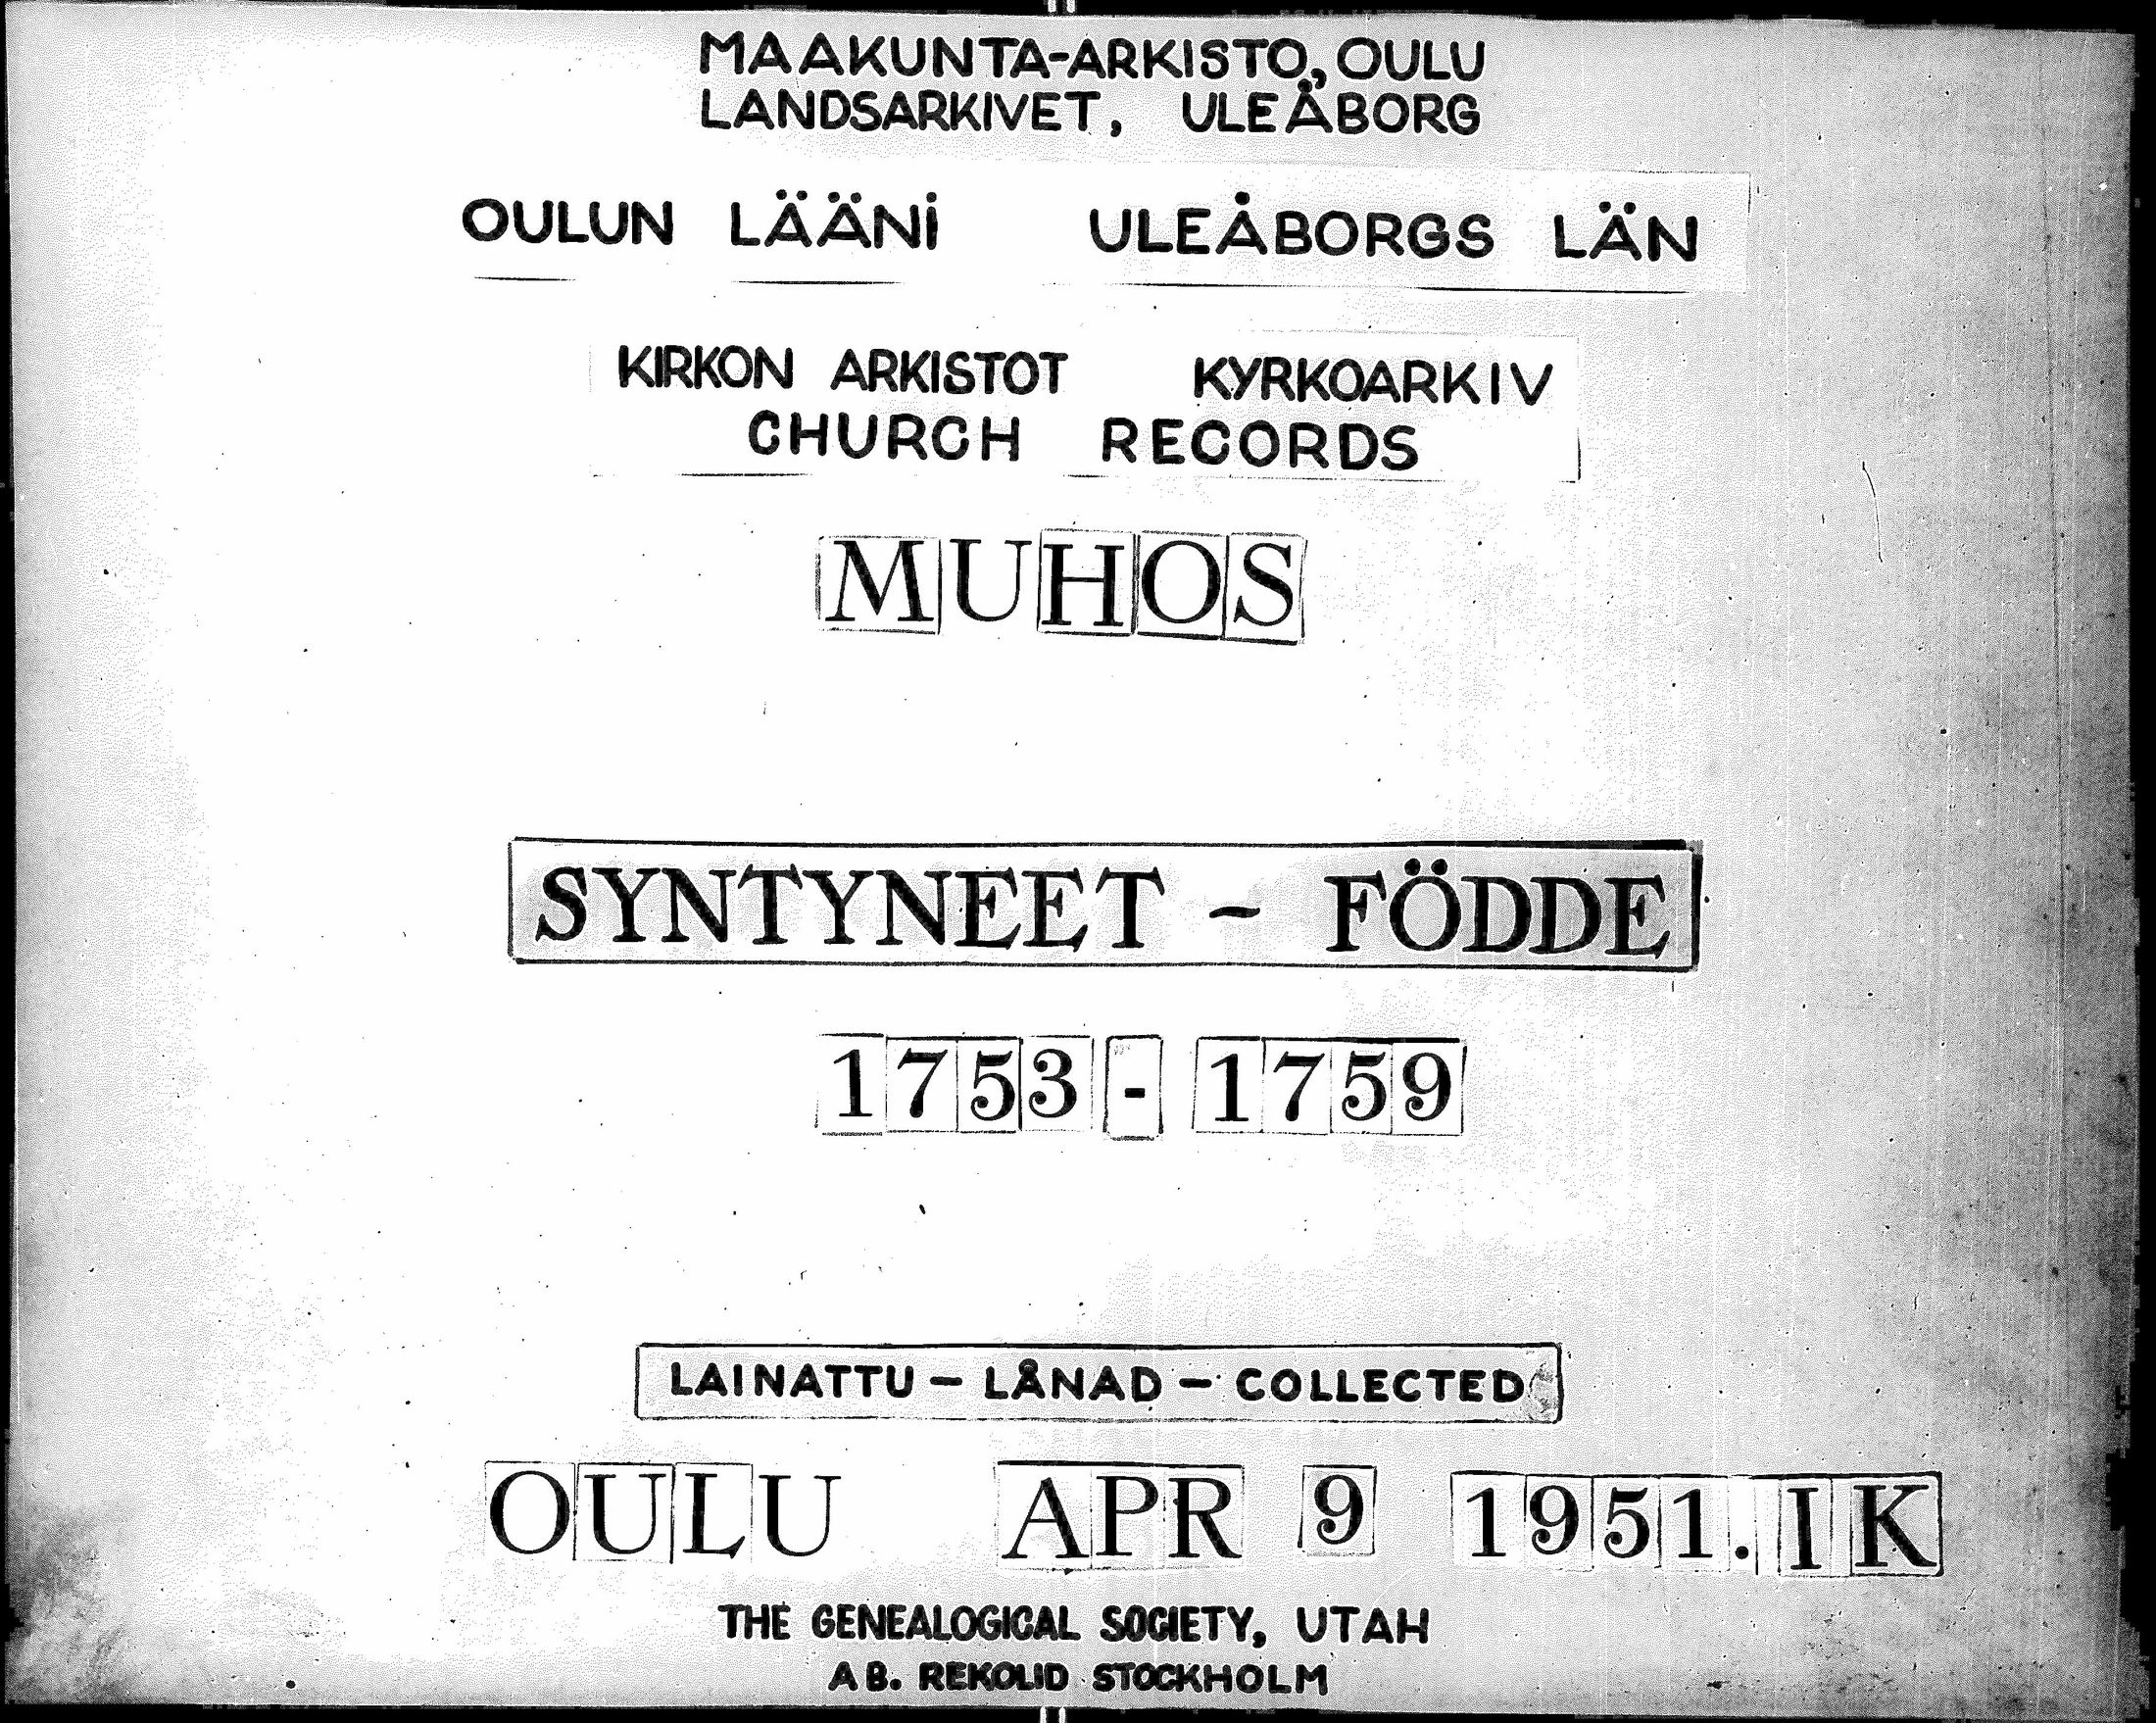 MAAKUNTA-ARKISTO, OULU
LANDSARKIVET, ULEÅBORG
OULUN LÄÄNI ULEÅBORGS LÄN
KIRKON ARKISTOT KYRKOARKIV
CHURCH RECORDS
MUHOS
SYNTYNEET - FÖDDE
1753 - 1759
LAINATTU - LÅNAD - COLLECTED
OULU APR 9 1951. IK
THE GENEALOGICAL SOCIETY, UTAH
AB. REKOLID STOCKHOLM